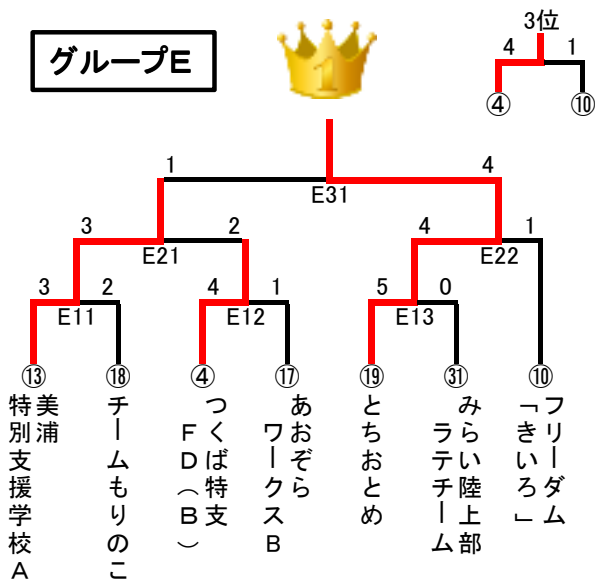 グループE
1
3位
4 1
④ ⑩
1 4
E31
3 2 4 1
E21 E22
3 2 4 1 5 0
E11 E12 E13
⑬ ⑱ ④ ⑰ ⑲ ㉛ ⑩
美浦
特別支援学校A
チームもりのこ
つくば特支
FD(B)
あおぞら
ワークスB
とちおとめ
みらい陸上部
ラテチーム
フリーダム
「きいろ」